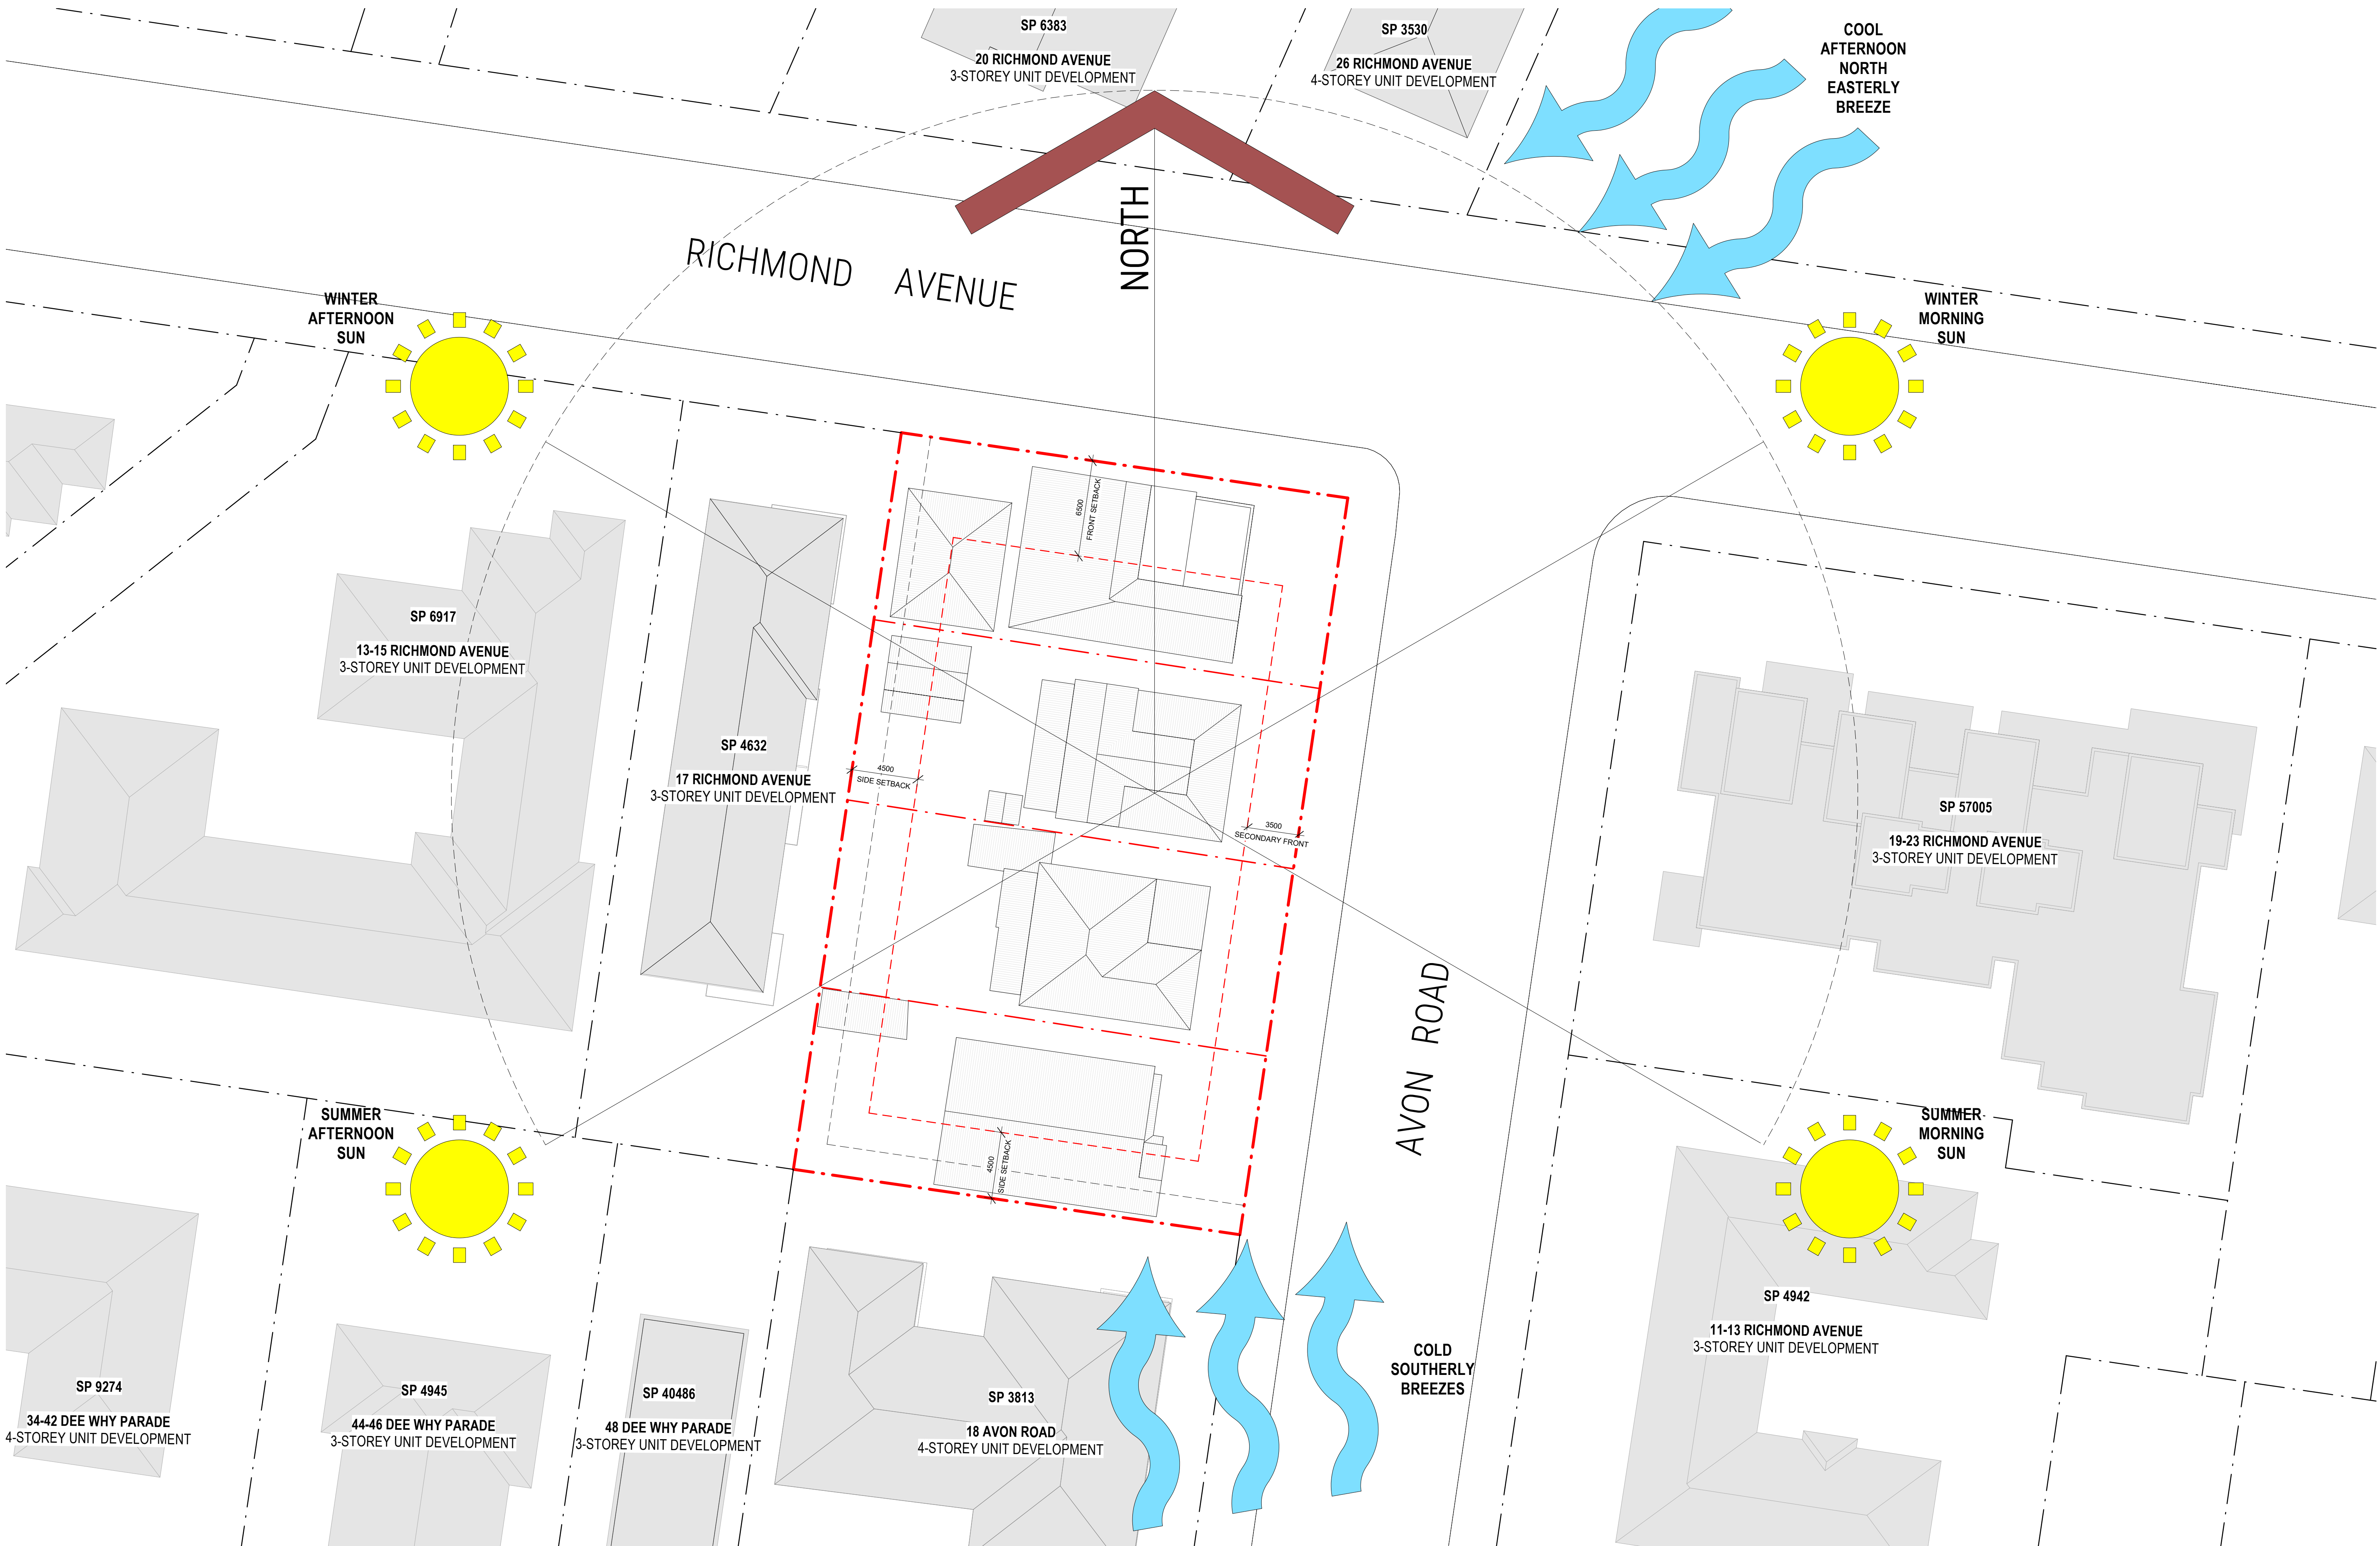 SP 6383
20 RICHMOND AVENUE
3-STOREY UNIT DEVELOPMENT
SP 3530
26 RICHMOND AVENUE
4-STOREY UNIT DEVELOPMENT
COOL
AFTERNOON
NORTH
EASTERLY
BREEZE
NORTH
RICHMOND AVENUE
WINTER
AFTERNOON
SUN
WINTER
MORNING
SUN
6500
FRONT SETBACK
SP 6917
13-15 RICHMOND AVENUE
3-STOREY UNIT DEVELOPMENT
SP 4632
17 RICHMOND AVENUE
3-STOREY UNIT DEVELOPMENT
4500
SIDE SETBACK
3500
SECONDARY FRONT
SP 57005
19-23 RICHMOND AVENUE
3-STOREY UNIT DEVELOPMENT
AVON ROAD
SUMMER
AFTERNOON
SUN
SUMMER
MORNING
SUN
4500
SIDE SETBACK
SP 4942
11-13 RICHMOND AVENUE
3-STOREY UNIT DEVELOPMENT
COLD
SOUTHERLY
BREEZES
SP 9274
34-42 DEE WHY PARADE
4-STOREY UNIT DEVELOPMENT
SP 4945
44-46 DEE WHY PARADE
3-STOREY UNIT DEVELOPMENT
SP 40486
48 DEE WHY PARADE
3-STOREY UNIT DEVELOPMENT
SP 3813
18 AVON ROAD
4-STOREY UNIT DEVELOPMENT